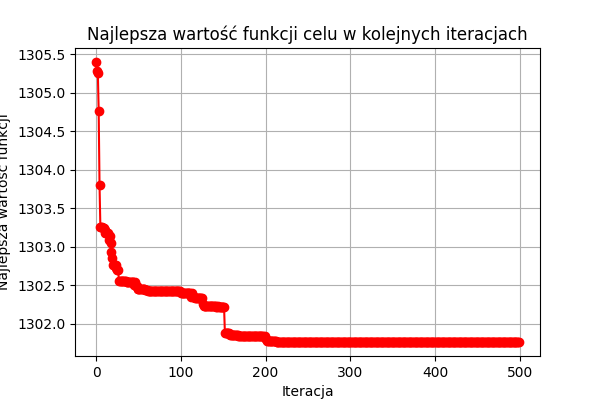 Najlepsza wartość funkcji celu w kolejnych iteracjach
Najlepsza wartość funkcji
1305.5
1305.0
1304.5
1304.0
1303.5
1303.0
1302.5
1302.0
0 100 200 300 400 500
Iteracja